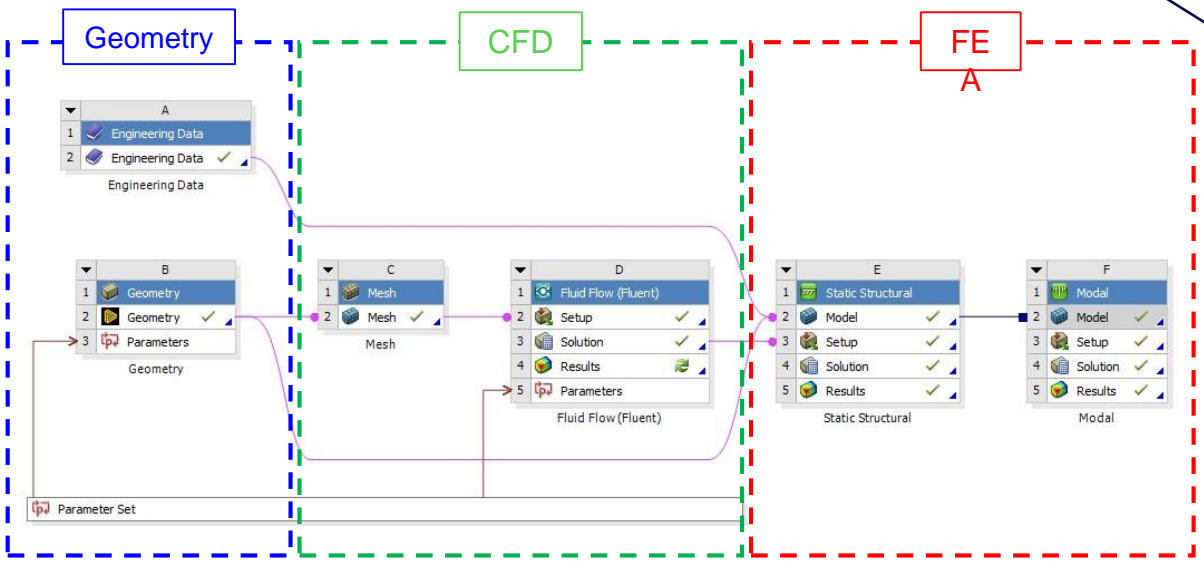 Geometry
CFD
FE
A
A
1 Engineering Data
2 Engineering Data
Engineering Data
B
1 Geometry
2 Geometry
3 Parameters
Geometry
C
1 Mesh
2 Mesh
Mesh
D
1 Fluid Flow (Fluent)
2 Setup
3 Solution
4 Results
5 Parameters
Fluid Flow (Fluent)
E
1 Static Structural
2 Model
3 Setup
4 Solution
5 Results
Static Structural
F
1 Modal
2 Model
3 Setup
4 Solution
5 Results
Modal
Parameter Set